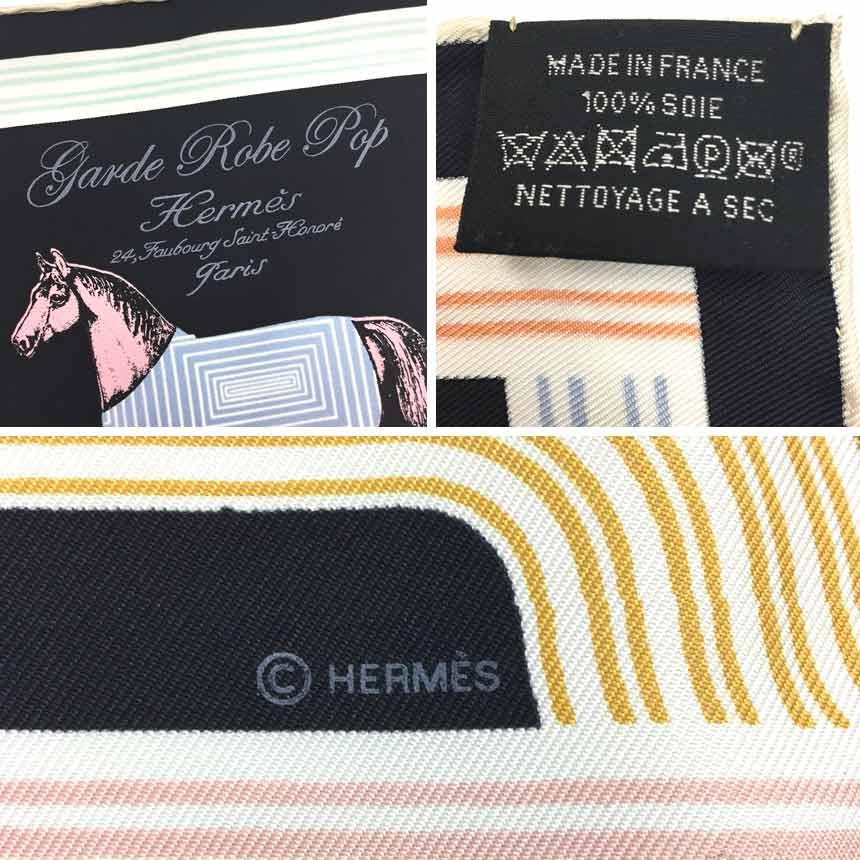 Garde Robe Pop
Hermès
24, Faubourg Saint-Honoré
Paris
MADE IN FRANCE
100% SOIE
P ®
NETTOYAGE A SEC
© HERMÈS